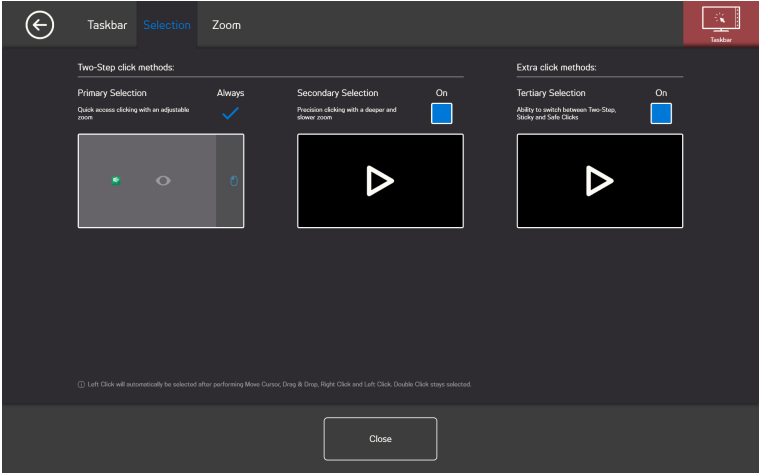 Taskbar Selection Zoom
Taskbar
Two-Step click methods:
Extra click methods:
Primary Selection Always
Quick access clicking with an adjustable
zoom
Secondary Selection On
Precision clicking with a deeper and
slower zoom
Tertiary Selection On
Ability to switch between Two-Step,
Sticky and Safe Clicks
Left Click will automatically be selected after performing Move Cursor, Drag & Drop, Right Click and Left Click. Double Click stays selected.
Close